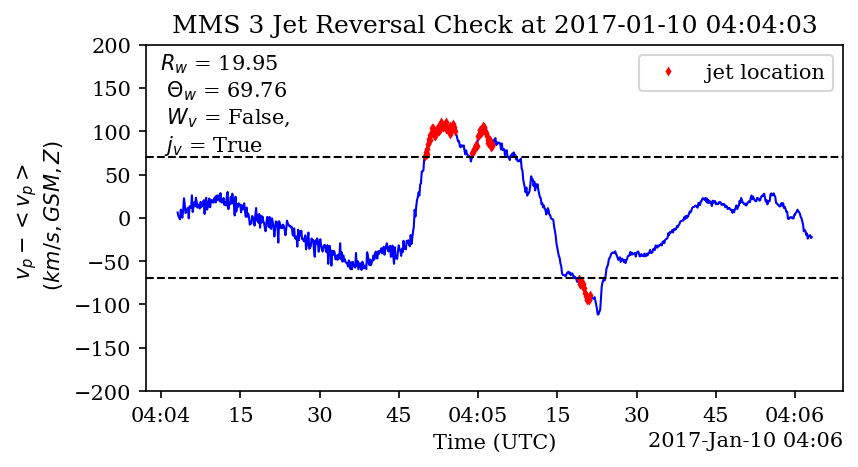 MMS 3 Jet Reversal Check at 2017-01-10 04:04:03
v_p − <v_p>
(km/s, GSM, Z)
200
150
100
50
0
−50
−100
−150
−200
R_w = 19.95
Θ_w = 69.76
W_v = False,
j_v = True
jet location
04:04 15 30 45 04:05 15 30 45 04:06
Time (UTC)
2017-Jan-10 04:06